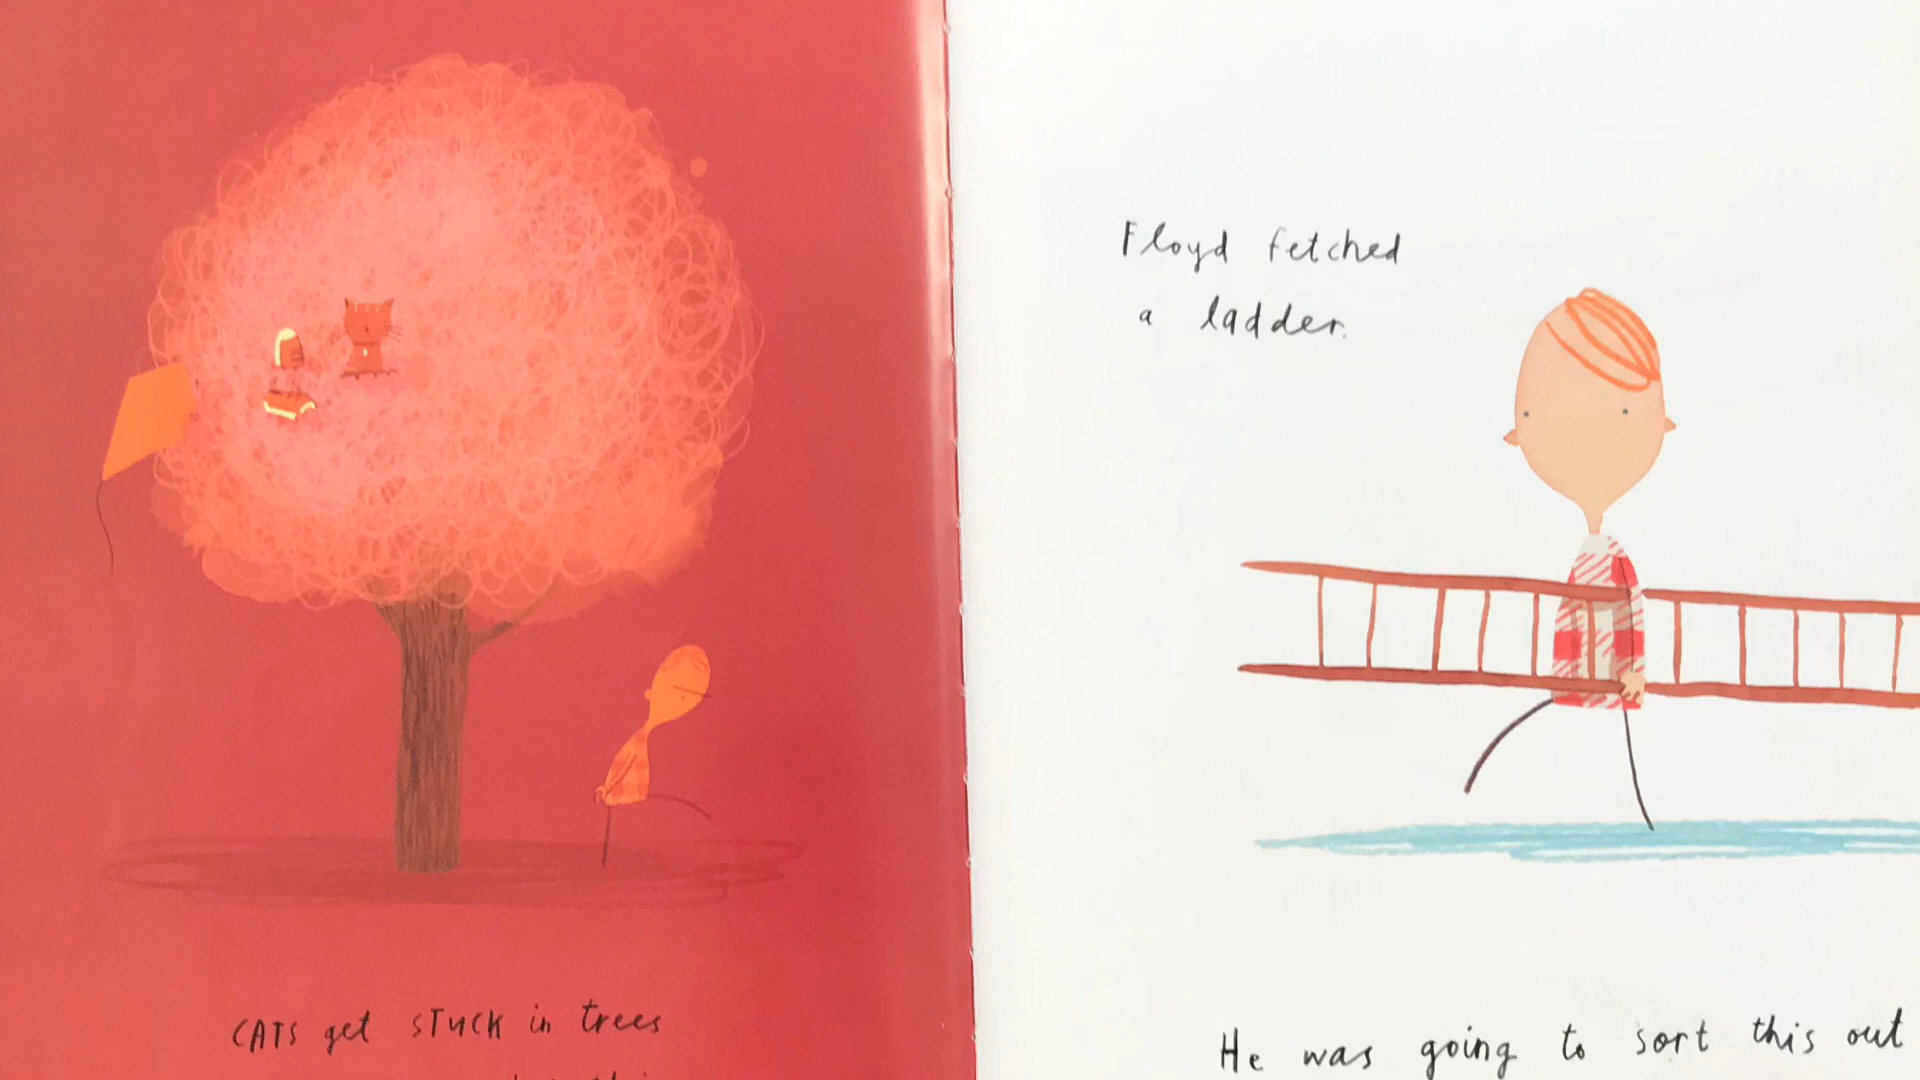 CATS get STUCK in trees
Floyd fetched
a ladder.
He was going to sort this out